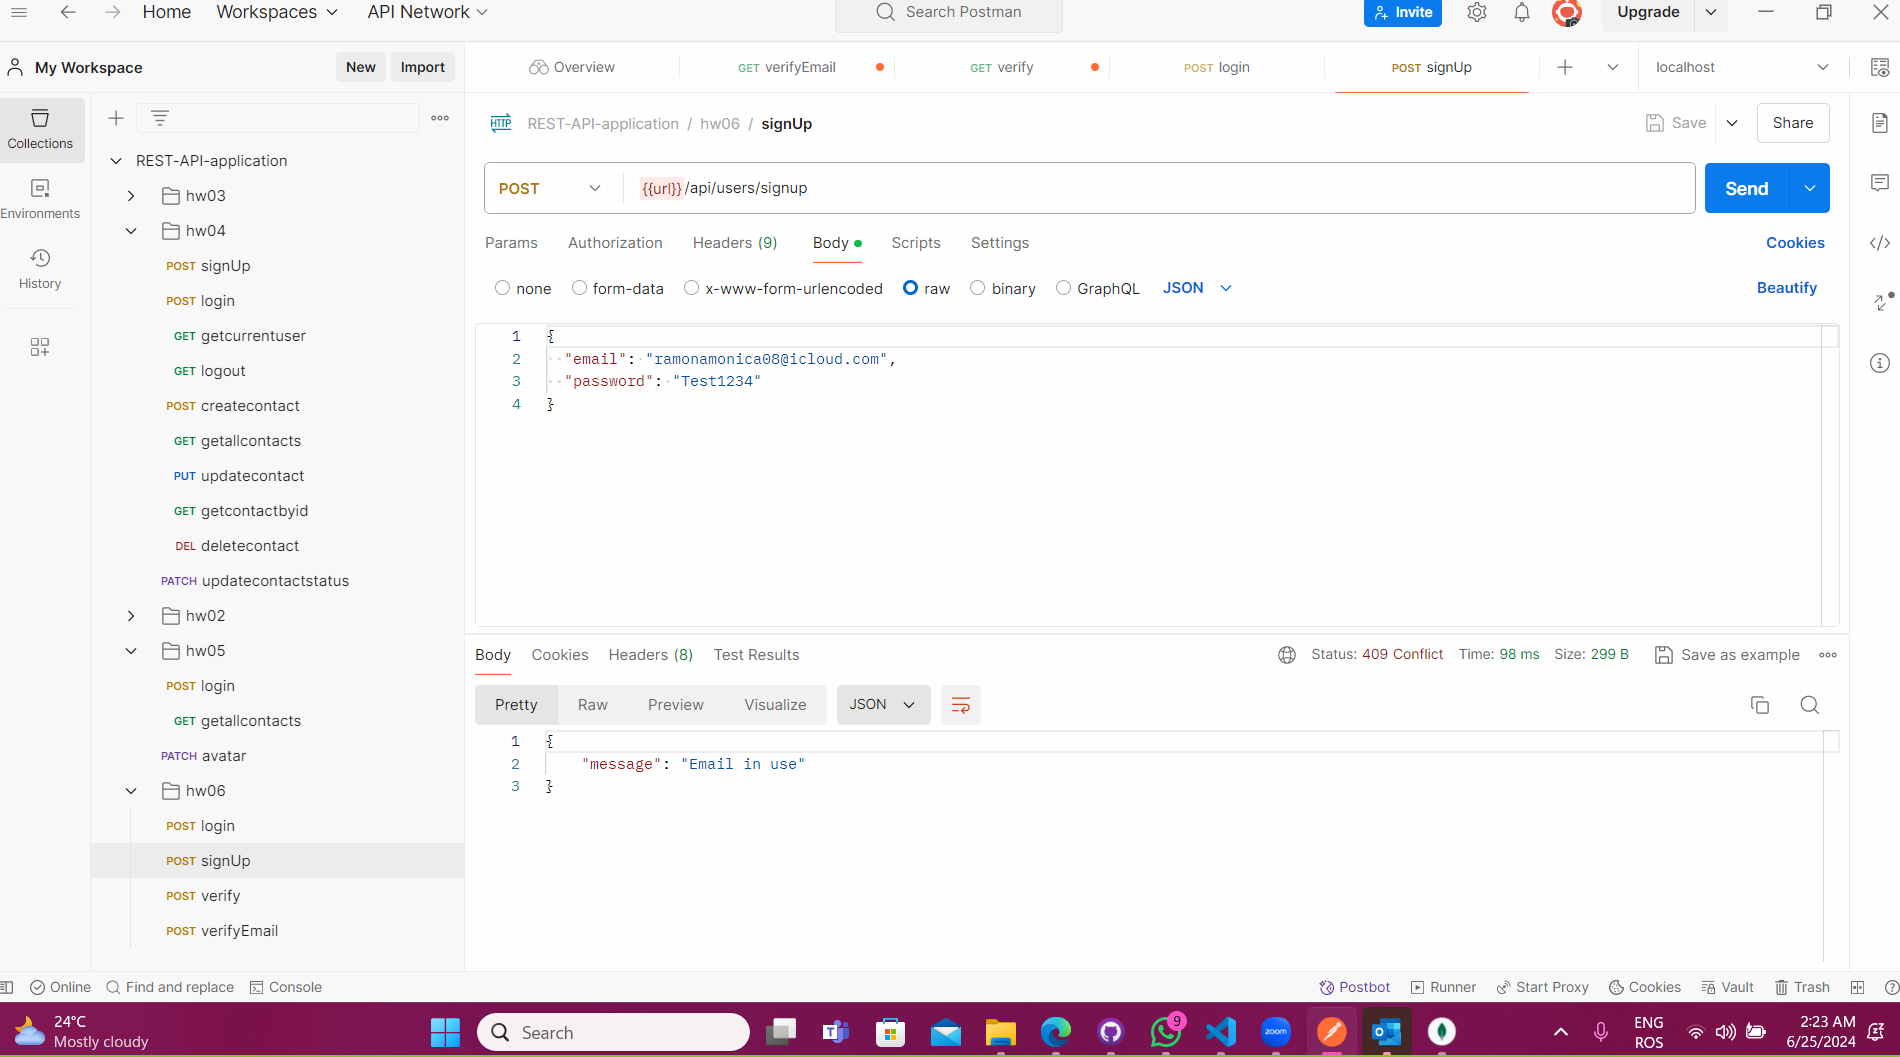 Home Workspaces API Network Search Postman Invite Upgrade
My Workspace New Import Overview GET verifyEmail GET verify POST login POST signUp localhost
Collections
Environments
History
REST-API-application
hw03
hw04
POST signUp
POST login
GET getcurrentuser
GET logout
POST createcontact
GET getallcontacts
PUT updatecontact
GET getcontactbyid
DEL deletecontact
PATCH updatecontactstatus
hw02
hw05
POST login
GET getallcontacts
PATCH avatar
hw06
POST login
POST signUp
POST verify
POST verifyEmail
HTTP REST-API-application / hw06 / signUp Save Share
POST {{url}}/api/users/signup Send
Params Authorization Headers (9) Body Scripts Settings Cookies
none form-data x-www-form-urlencoded raw binary GraphQL JSON Beautify
1 {
2 "email": "ramonamonica08@icloud.com",
3 "password": "Test1234"
4 }
Body Cookies Headers (8) Test Results Status: 409 Conflict Time: 98 ms Size: 299 B Save as example
Pretty Raw Preview Visualize JSON
1 {
2 "message": "Email in use"
3 }
Online Find and replace Console Postbot Runner Start Proxy Cookies Vault Trash
24°C
Mostly cloudy
Search
9
zoom
ENG
ROS
2:23 AM
6/25/2024